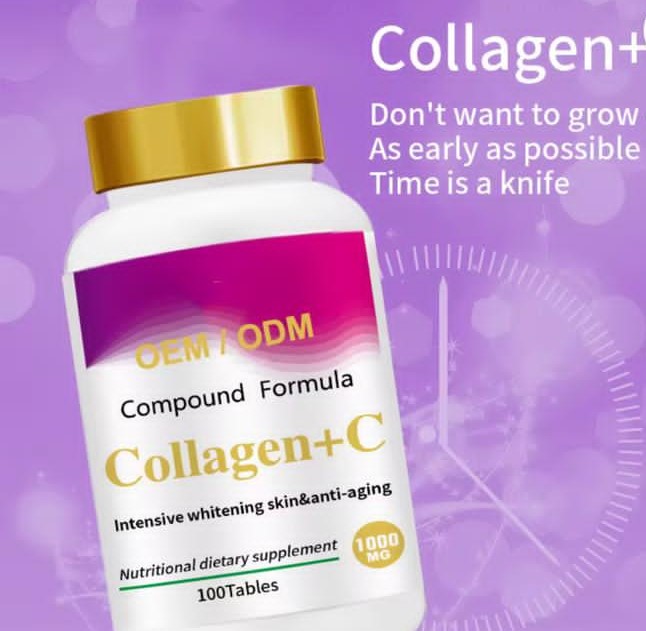 Collagen+
Don't want to grow
As early as possible
Time is a knife
OEM / ODM
Compound Formula
Collagen+C
Intensive whitening skin&anti-aging
Nutritional dietary supplement
1000
MG
100Tables